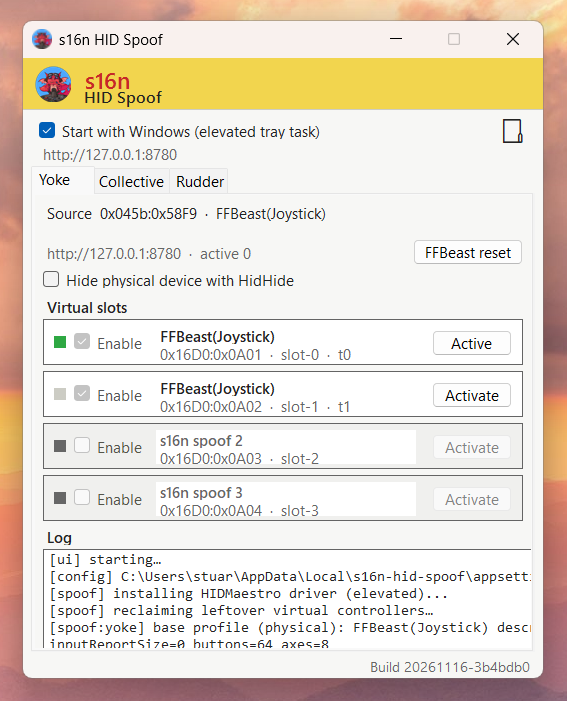 s16n HID Spoof
s16n
HID Spoof
Start with Windows (elevated tray task)
http://127.0.0.1:8780
Yoke Collective Rudder
Source 0x045b:0x58F9 · FFBeast(Joystick)
http://127.0.0.1:8780 · active 0 FFBeast reset
Hide physical device with HidHide
Virtual slots
Enable FFBeast(Joystick) Active
0x16D0:0x0A01 · slot-0 · t0
Enable FFBeast(Joystick) Activate
0x16D0:0x0A02 · slot-1 · t1
Enable s16n spoof 2 Activate
0x16D0:0x0A03 · slot-2
Enable s16n spoof 3 Activate
0x16D0:0x0A04 · slot-3
Log
[ui] starting…
[config] C:\Users\stuar\AppData\Local\s16n-hid-spoof\appsetti
[spoof] installing HIDMaestro driver (elevated)...
[spoof] reclaiming leftover virtual controllers…
[spoof:yoke] base profile (physical): FFBeast(Joystick) descr
inputReportSize=0 buttons=64 axes=8
Build 20261116-3b4bdb0